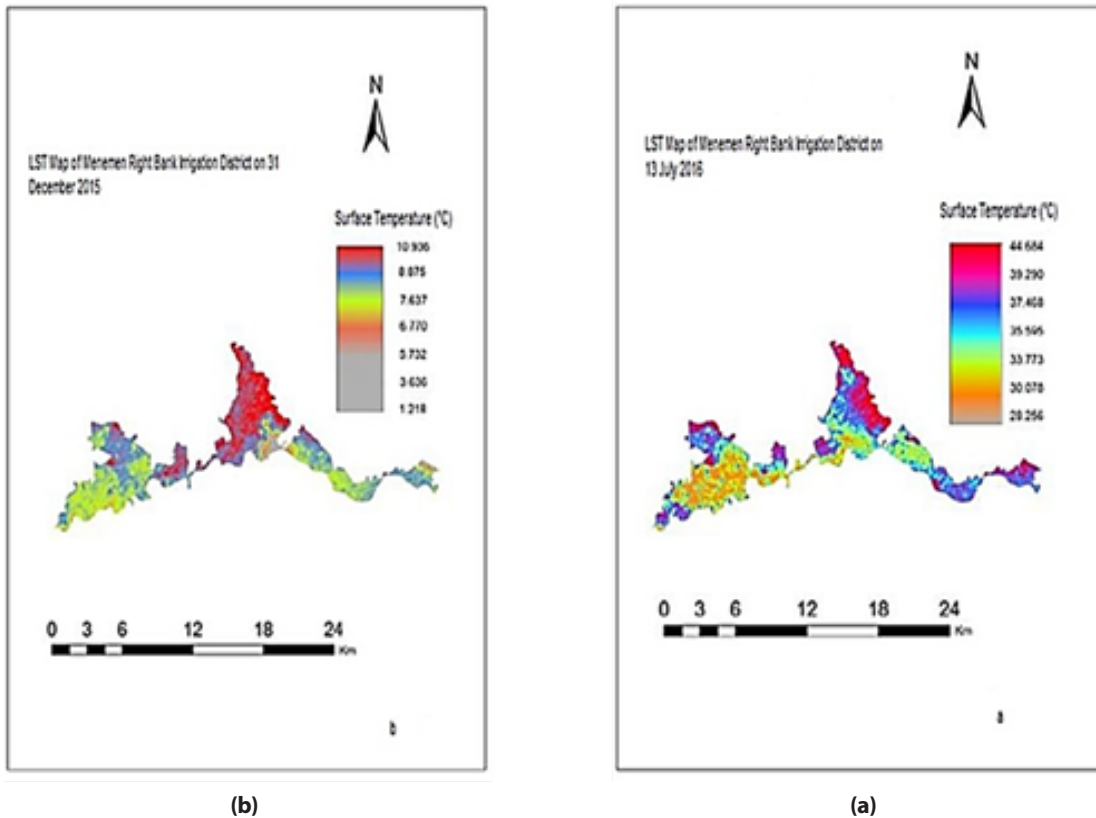 N
LST Map of Menemen Right Bank Irrigation District on 31
December 2015
Surface Temperature (°C)
10 936
8 875
7 637
6 770
5 732
3 636
1 218
0 3 6 12 18 24
Km
b
(b)
N
LST Map of Menemen Right Bank Irrigation District on
13 July 2016
Surface Temperature (°C)
44 684
39 290
37 468
35 595
33 773
30 078
28 256
0 3 6 12 18 24
Km
a
(a)